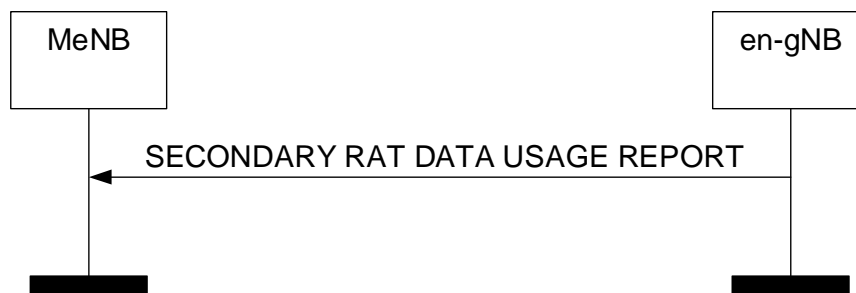 MeNB
en-gNB
SECONDARY RAT DATA USAGE REPORT